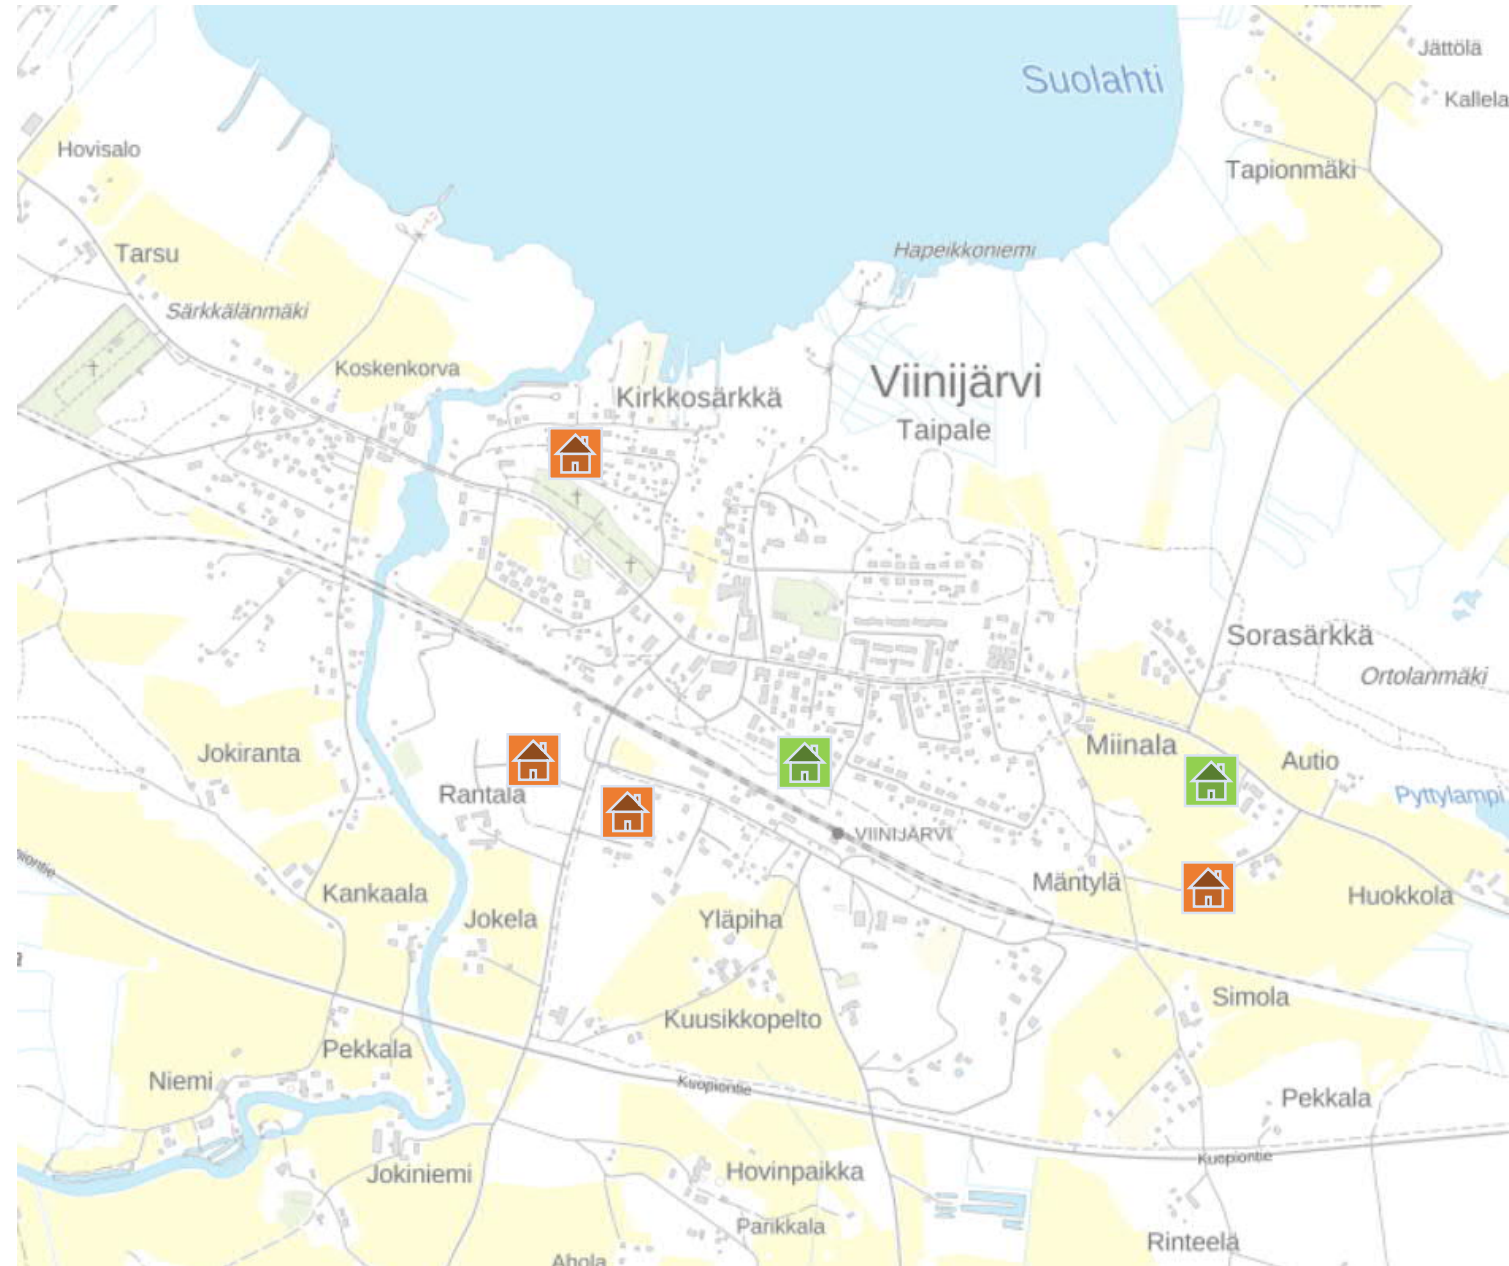 Jättölä
Suolahti
Kallela
Hovisalo
Tapionmäki
Tarsu
Hapeikkoniemi
Särkkälänmäki
Koskenkorva
Viinijärvi
Kirkkosärkkä
Taipale
Sorasärkkä
Ortolanmäki
Miinala
Jokiranta
Autio
Rantala
Pyttylampi
VIINIJÄRVI
Mäntylä
Kankaala
Huokkola
Jokela
Yläpiha
Simola
Kuusikkopelto
Pekkala
Niemi
Kuopiontie
Pekkala
Kuopiontie
Jokiniemi
Hovinpaikka
Parikkala
Rinteelä
Ahola